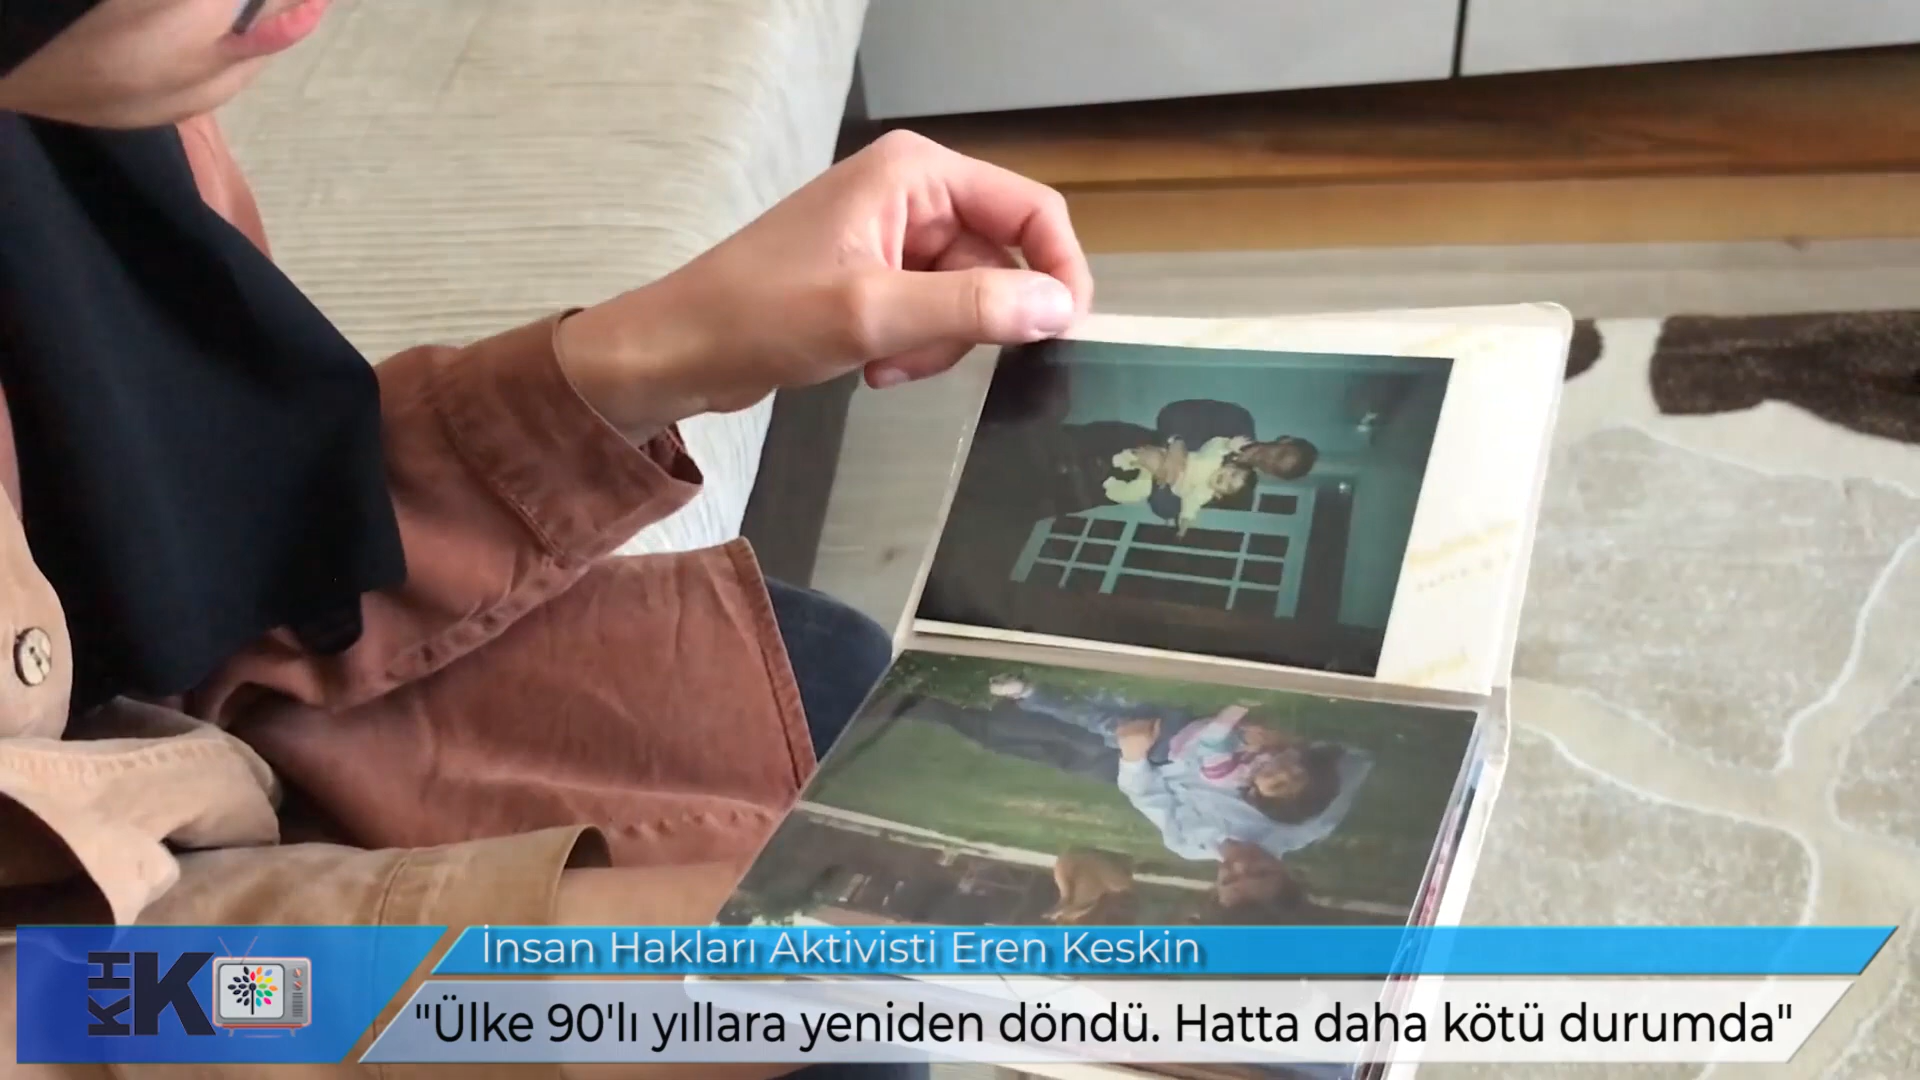 İnsan Hakları Aktivisti Eren Keskin
KHK
"Ülke 90'lı yıllara yeniden döndü. Hatta daha kötü durumda"